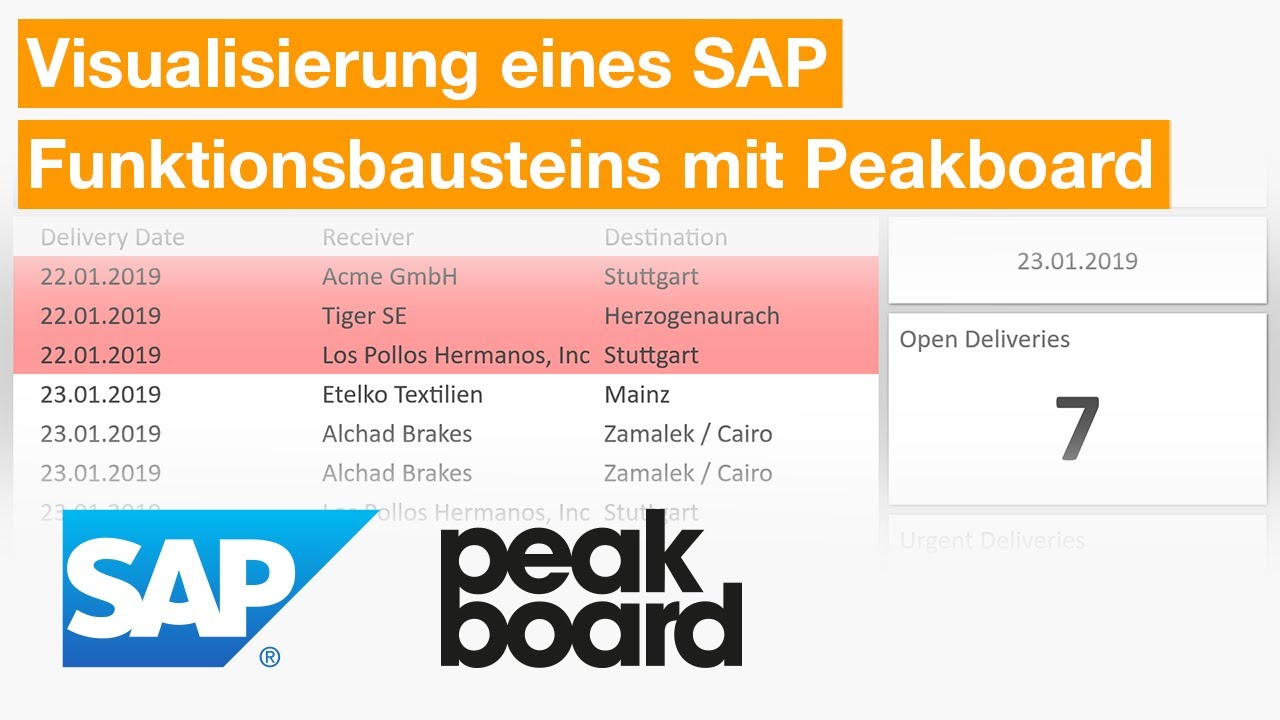 Visualisierung eines SAP
Funktionsbausteins mit Peakboard
Delivery Date Receiver Destination
22.01.2019 Acme GmbH Stuttgart
22.01.2019 Tiger SE Herzogenaurach
22.01.2019 Los Pollos Hermanos, Inc Stuttgart
23.01.2019 Etelko Textilien Mainz
23.01.2019 Alchad Brakes Zamalek / Cairo
23.01.2019 Alchad Brakes Zamalek / Cairo
23.01.2019 Los Pollos Hermanos, Inc Stuttgart
23.01.2019
Open Deliveries
7
Urgent Deliveries
SAP ®
peak
board